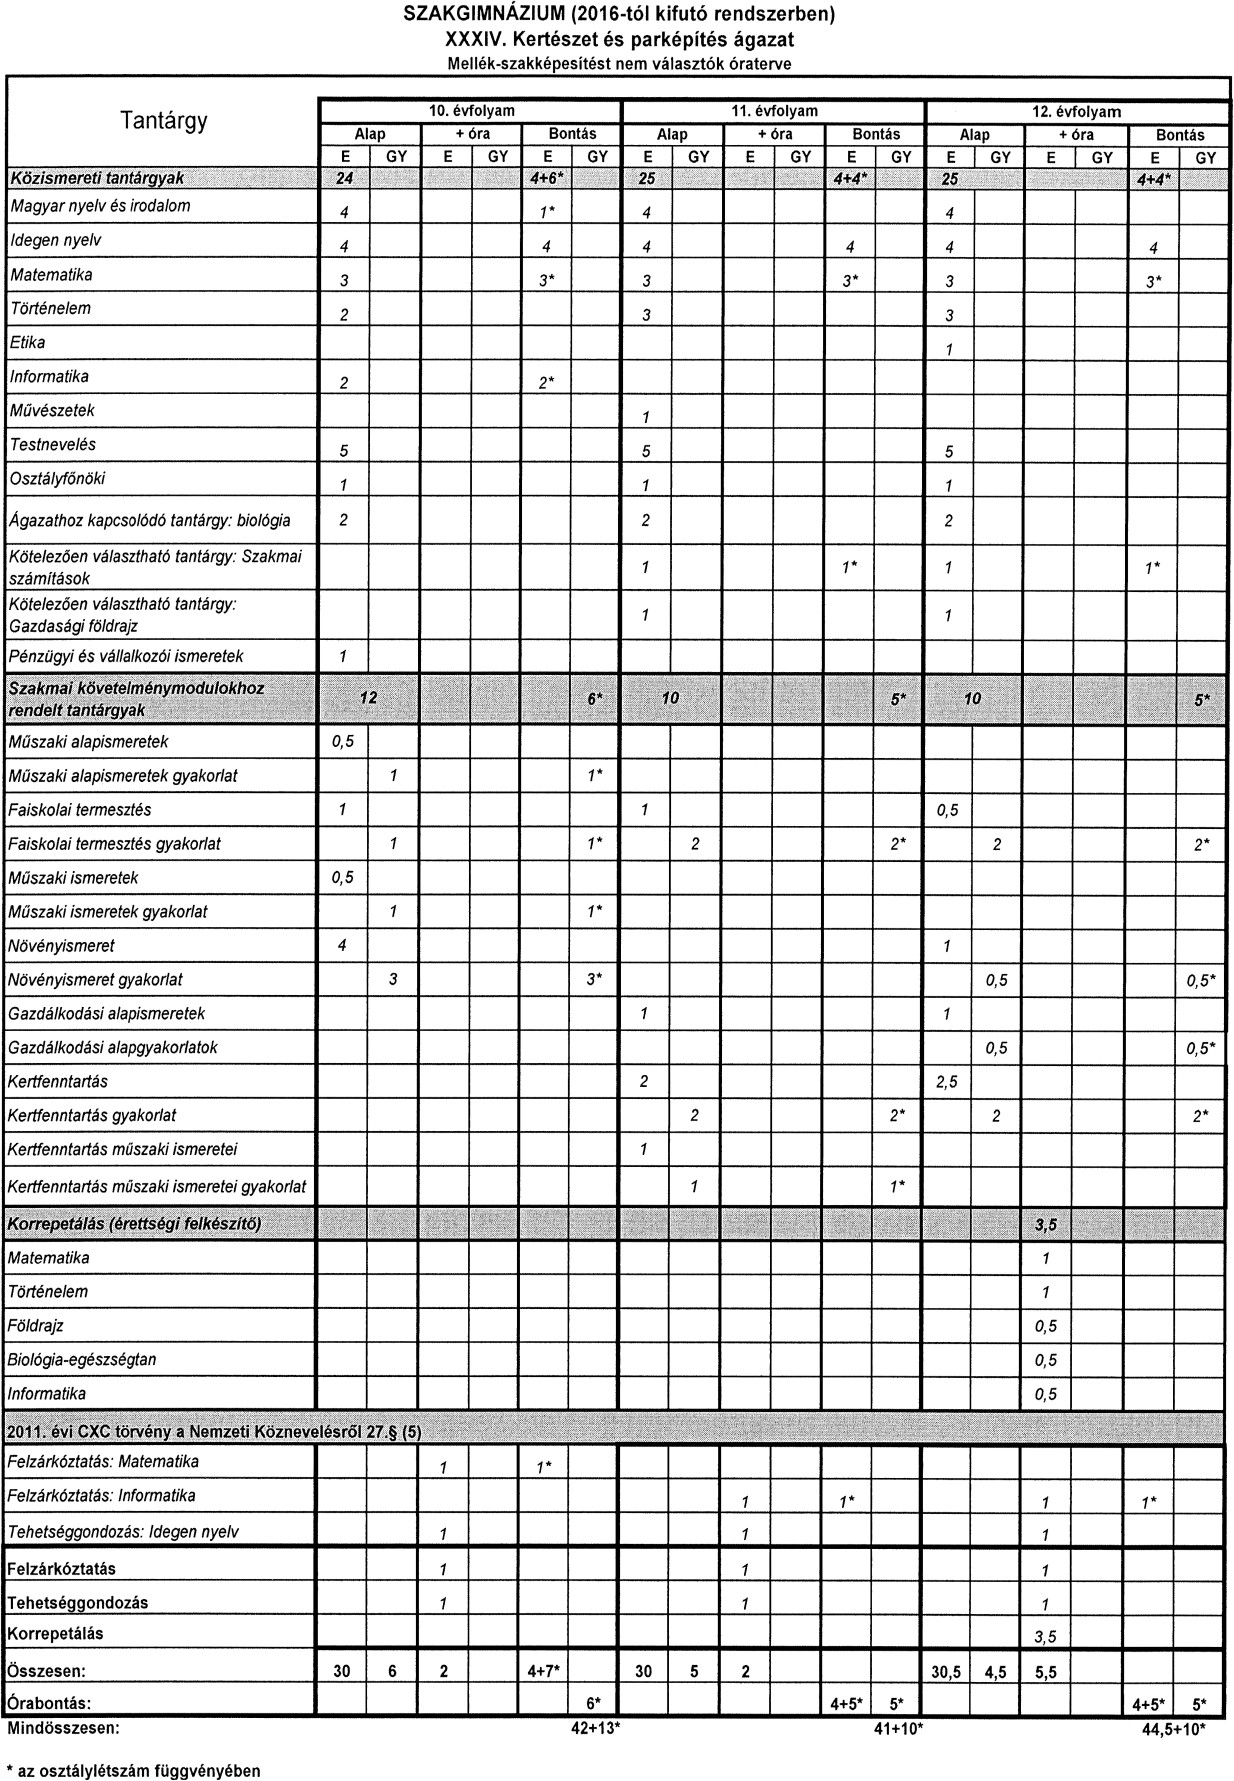 SZAKGIMNÁZIUM (2016-tól kifutó rendszerben)
XXXIV. Kertészet és parképítés ágazat
Mellék-szakképesítést nem választók óraterve
Tantárgy 10. évfolyam 11. évfolyam 12. évfolyam
Alap + óra Bontás Alap + óra Bontás Alap + óra Bontás
E GY E GY E GY E GY E GY E GY E GY E GY E GY
Közismereti tantárgyak 24 4+6* 25 4+4* 25 4+4*
Magyar nyelv és irodalom 4 1* 4 4
Idegen nyelv 4 4 4 4 4 4
Matematika 3 3* 3 3* 3 3*
Történelem 2 3 3
Etika 1
Informatika 2 2*
Művészetek 1
Testnevelés 5 5 5
Osztályfőnöki 1 1 1
Ágazathoz kapcsolódó tantárgy: biológia 2 2 2
Kötelezően választható tantárgy: Szakmai
számítások 1 1* 1 1*
Kötelezően választható tantárgy:
Gazdasági földrajz 1 1
Pénzügyi és vállalkozói ismeretek 1
Szakmai követelménymodulokhoz
rendelt tantárgyak 12 6* 10 5* 10 5*
Műszaki alapismeretek 0,5
Műszaki alapismeretek gyakorlat 1 1*
Faiskolai termesztés 1 1 0,5
Faiskolai termesztés gyakorlat 1 1* 2 2* 2 2*
Műszaki ismeretek 0,5
Műszaki ismeretek gyakorlat 1 1*
Növényismeret 4 1
Növényismeret gyakorlat 3 3* 0,5 0,5*
Gazdálkodási alapismeretek 1 1
Gazdálkodási alapgyakorlatok 0,5 0,5*
Kertfenntartás 2 2,5
Kertfenntartás gyakorlat 2 2* 2 2*
Kertfenntartás műszaki ismeretei 1
Kertfenntartás műszaki ismeretei gyakorlat 1 1*
Korrepetálás (érettségi felkészítő) 3,5
Matematika 1
Történelem 1
Földrajz 0,5
Biológia-egészségtan 0,5
Informatika 0,5
2011. évi CXC törvény a Nemzeti Köznevelésről 27.§ (5)
Felzárkóztatás: Matematika 1 1*
Felzárkóztatás: Informatika 1 1* 1 1*
Tehetséggondozás: Idegen nyelv 1 1 1
Felzárkóztatás 1 1 1
Tehetséggondozás 1 1 1
Korrepetálás 3,5
Összesen: 30 6 2 4+7* 30 5 2 30,5 4,5 5,5
Órabontás: 6* 4+5* 5* 4+5* 5*
Mindösszesen: 42+13* 41+10* 44,5+10*
* az osztálylétszám függvényében